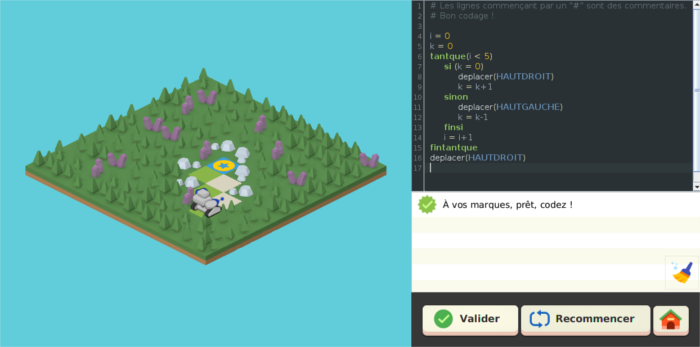 1 # Les lignes commençant par un "#" sont des commentaires.
2 # Bon codage !
3
4 i = 0
5 k = 0
6 tantque(i < 5)
7 si (k = 0)
8 deplacer(HAUTDROIT)
9 k = k+1
10 sinon
11 deplacer(HAUTGAUCHE)
12 k = k-1
13 finsi
14 i = i+1
15 fintantque
16 deplacer(HAUTDROIT)
17
À vos marques, prêt, codez !
Valider
Recommencer